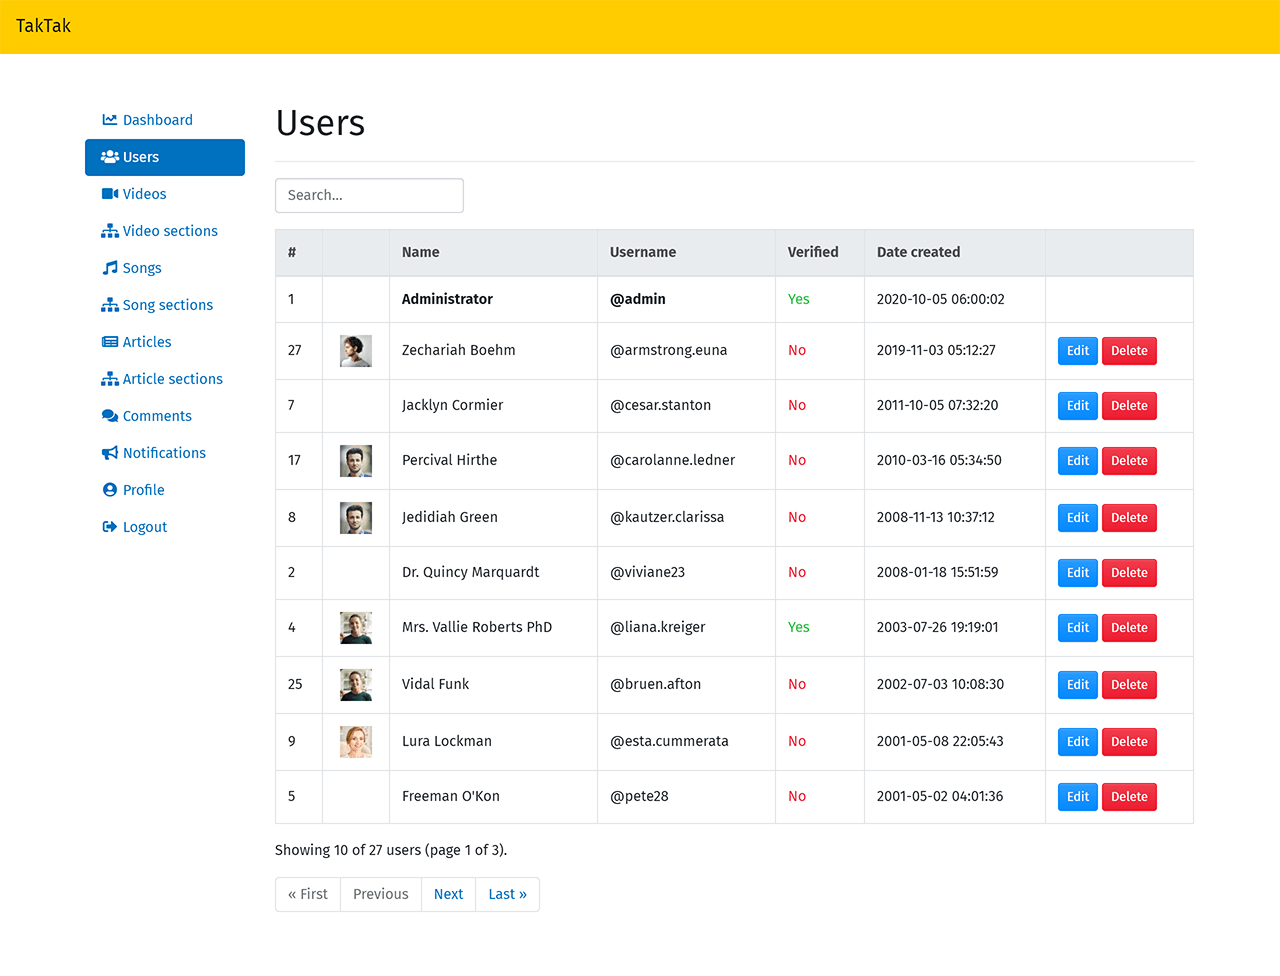 TakTak
Dashboard
Users
Videos
Video sections
Songs
Song sections
Articles
Article sections
Comments
Notifications
Profile
Logout
Users
Search...
# Name Username Verified Date created
1 Administrator @admin Yes 2020-10-05 06:00:02
27 Zechariah Boehm @armstrong.euna No 2019-11-03 05:12:27 Edit Delete
7 Jacklyn Cormier @cesar.stanton No 2011-10-05 07:32:20 Edit Delete
17 Percival Hirthe @carolanne.ledner No 2010-03-16 05:34:50 Edit Delete
8 Jedidiah Green @kautzer.clarissa No 2008-11-13 10:37:12 Edit Delete
2 Dr. Quincy Marquardt @viviane23 No 2008-01-18 15:51:59 Edit Delete
4 Mrs. Vallie Roberts PhD @liana.kreiger Yes 2003-07-26 19:19:01 Edit Delete
25 Vidal Funk @bruen.afton No 2002-07-03 10:08:30 Edit Delete
9 Lura Lockman @esta.cummerata No 2001-05-08 22:05:43 Edit Delete
5 Freeman O'Kon @pete28 No 2001-05-02 04:01:36 Edit Delete
Showing 10 of 27 users (page 1 of 3).
« First Previous Next Last »